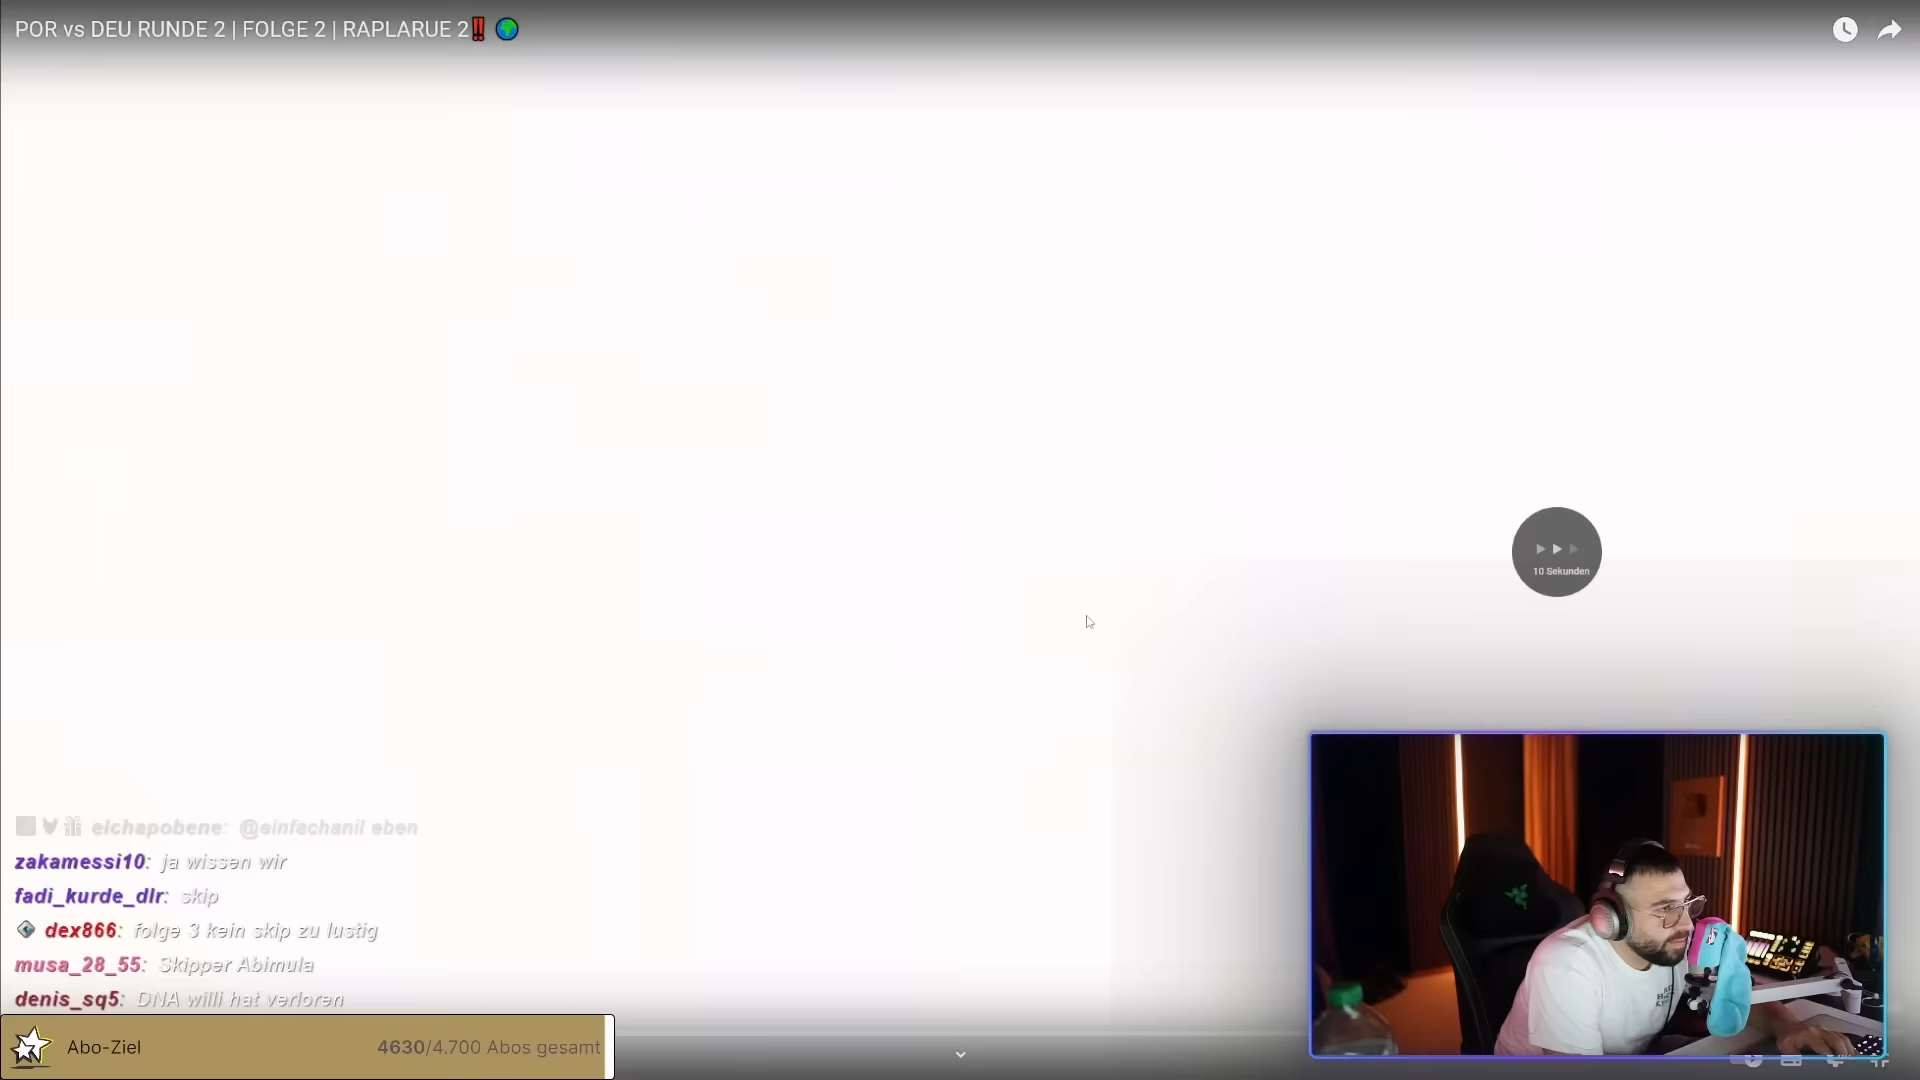 POR vs DEU RUNDE 2 | FOLGE 2 | RAPLARUE 2‼️ 🌍
10 Sekunden
elchapobene: @einfachanil eben
zakamessi10: ja wissen wir
fadi_kurde_dlr: skip
dex866: folge 3 kein skip zu lustig
musa_28_55: Skipper Abimula
denis_sq5: DNA willi hat verloren
Abo-Ziel 4630/4.700 Abos gesamt